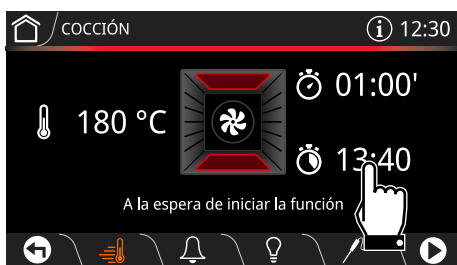 COCCIÓN
i 12:30
180 °C
01:00'
13:40
A la espera de iniciar la función